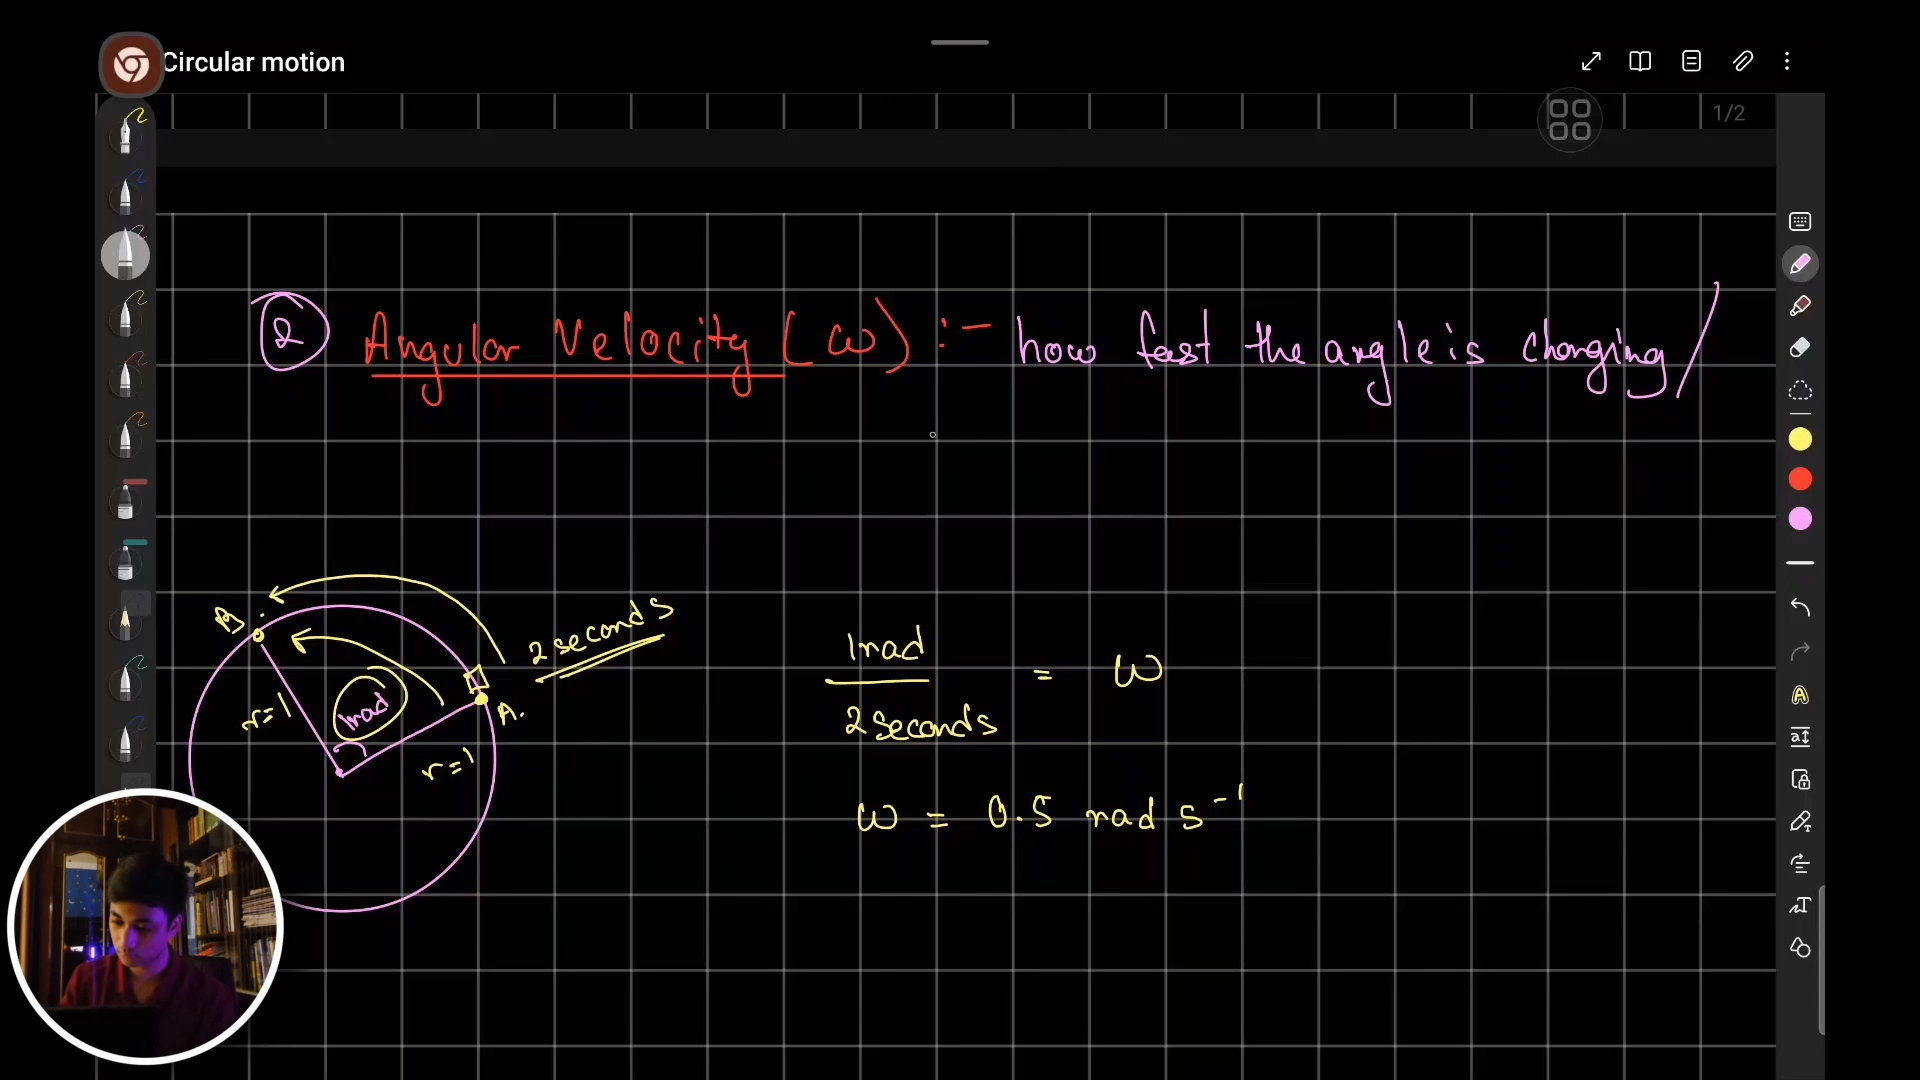 Circular motion
1/2
2 Angular Velocity (ω) :- how fast the angle is changing/
B
2 seconds
1rad
A.
r=1
r=1
1rad
2 seconds
= ω
ω = 0.5 rad s⁻¹